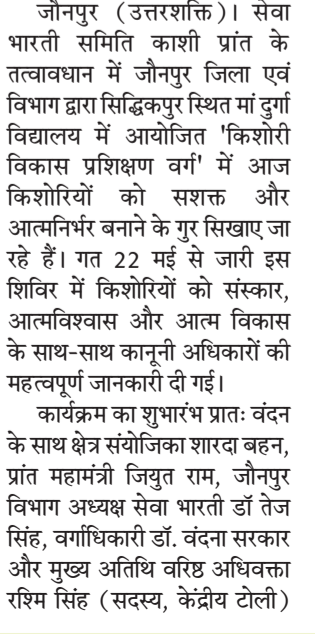 जौनपुर (उत्तरशक्ति)। सेवा
भारती समिति काशी प्रांत के
तत्वावधान में जौनपुर जिला एवं
विभाग द्वारा सिद्धिकपुर स्थित मां दुर्गा
विद्यालय में आयोजित 'किशोरी
विकास प्रशिक्षण वर्ग' में आज
किशोरियों को सशक्त और
आत्मनिर्भर बनाने के गुर सिखाए जा
रहे हैं। गत 22 मई से जारी इस
शिविर में किशोरियों को संस्कार,
आत्मविश्वास और आत्म विकास
के साथ-साथ कानूनी अधिकारों की
महत्वपूर्ण जानकारी दी गई।
कार्यक्रम का शुभारंभ प्रातः वंदन
के साथ क्षेत्र संयोजिका शारदा बहन,
प्रांत महामंत्री जियुत राम, जौनपुर
विभाग अध्यक्ष सेवा भारती डॉ तेज
सिंह, वर्गाधिकारी डॉ. वंदना सरकार
और मुख्य अतिथि वरिष्ठ अधिवक्ता
रश्मि सिंह (सदस्य, केंद्रीय टोली)